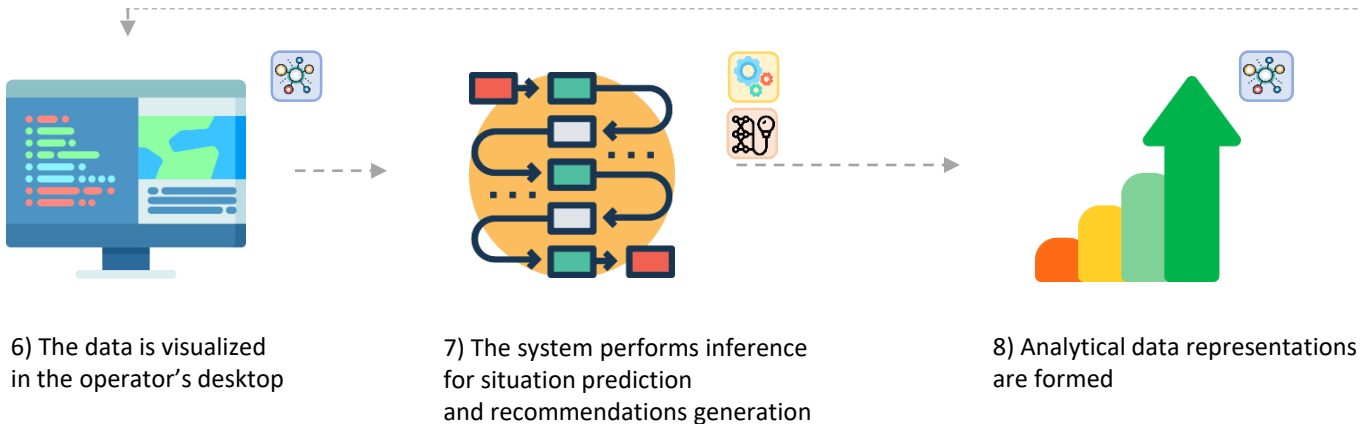 6) The data is visualized
in the operator’s desktop
7) The system performs inference
for situation prediction
and recommendations generation
8) Analytical data representations
are formed